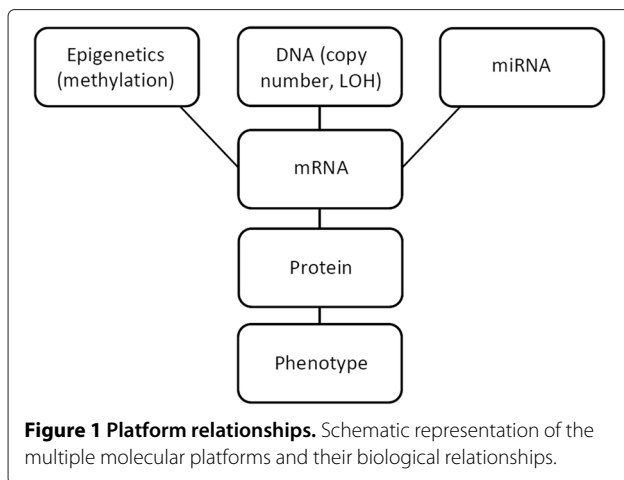 Epigenetics
(methylation)
DNA (copy
number, LOH)
miRNA
mRNA
Protein
Phenotype
Figure 1 Platform relationships. Schematic representation of the
multiple molecular platforms and their biological relationships.